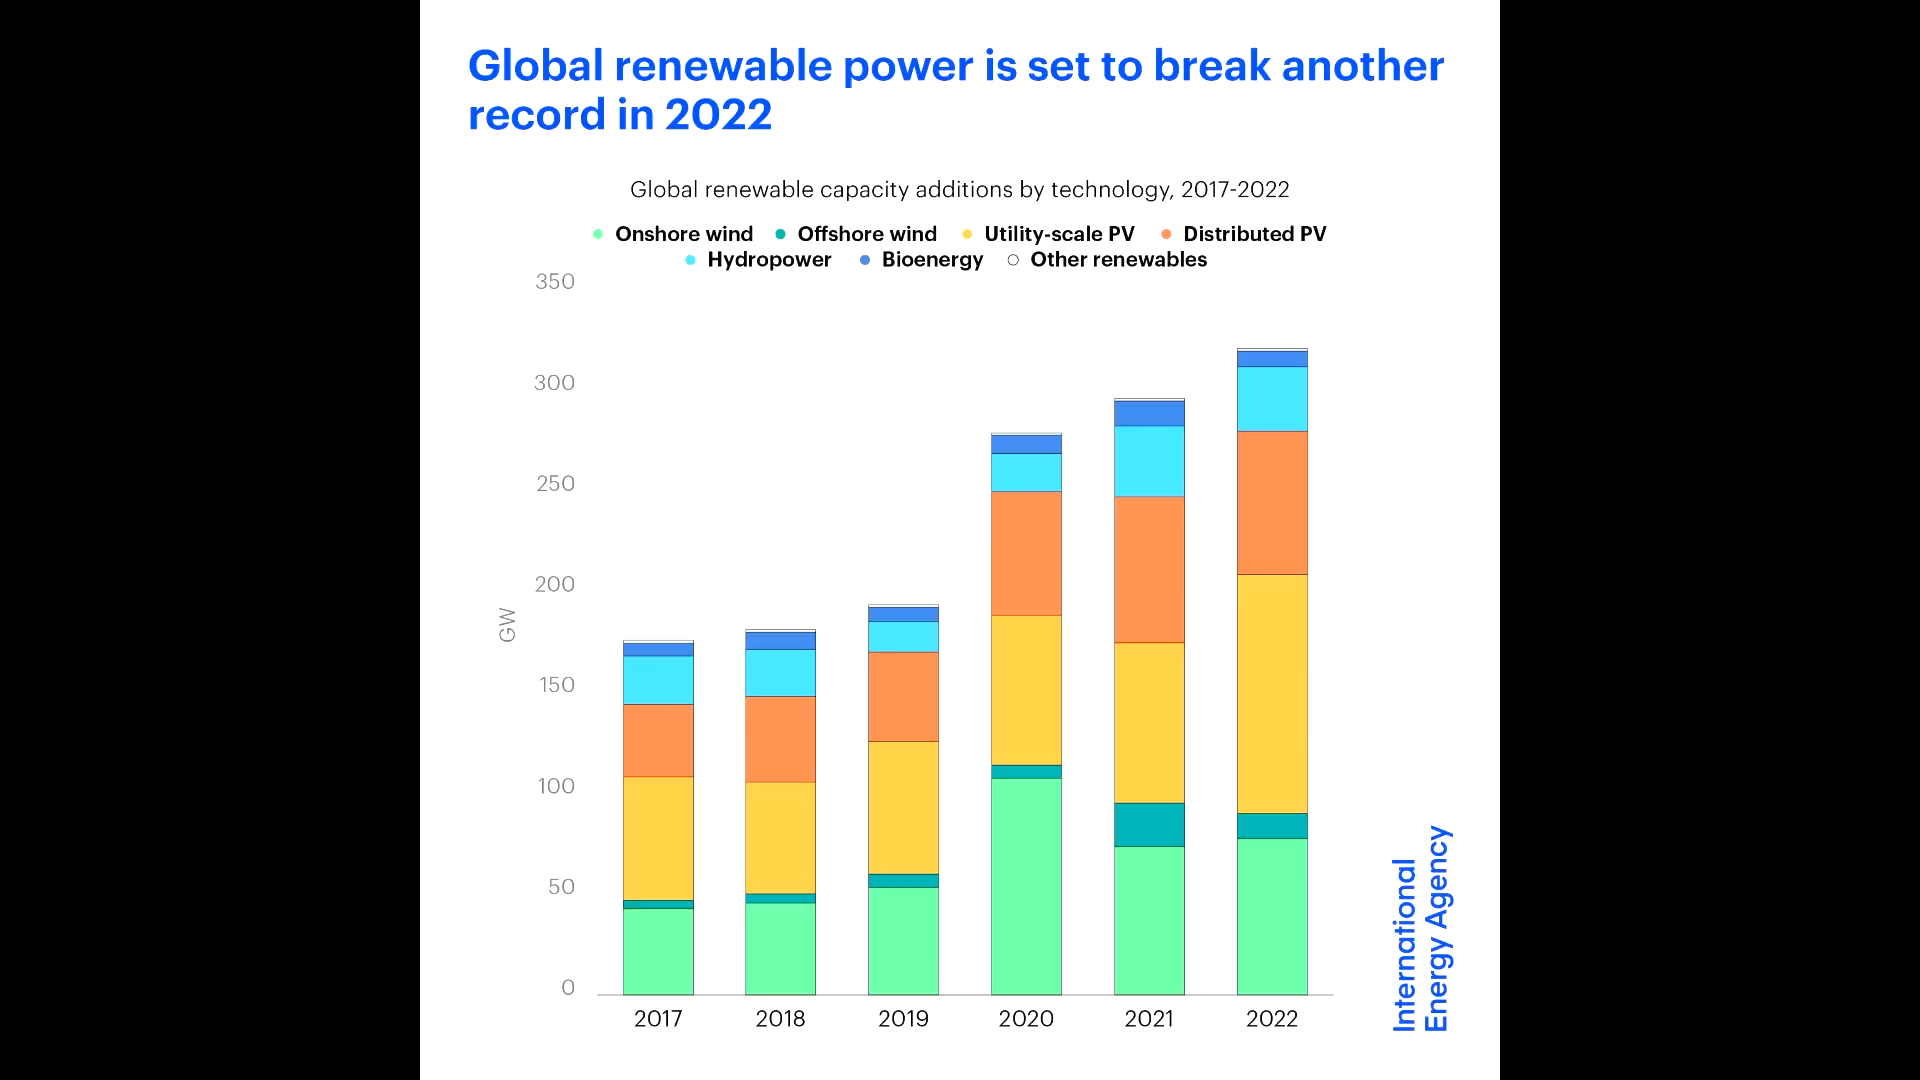 Global renewable power is set to break another
record in 2022
Global renewable capacity additions by technology, 2017-2022
Onshore wind Offshore wind Utility-scale PV Distributed PV
Hydropower Bioenergy Other renewables
350
300
250
200
150
100
50
0
GW
2017 2018 2019 2020 2021 2022
International
Energy Agency